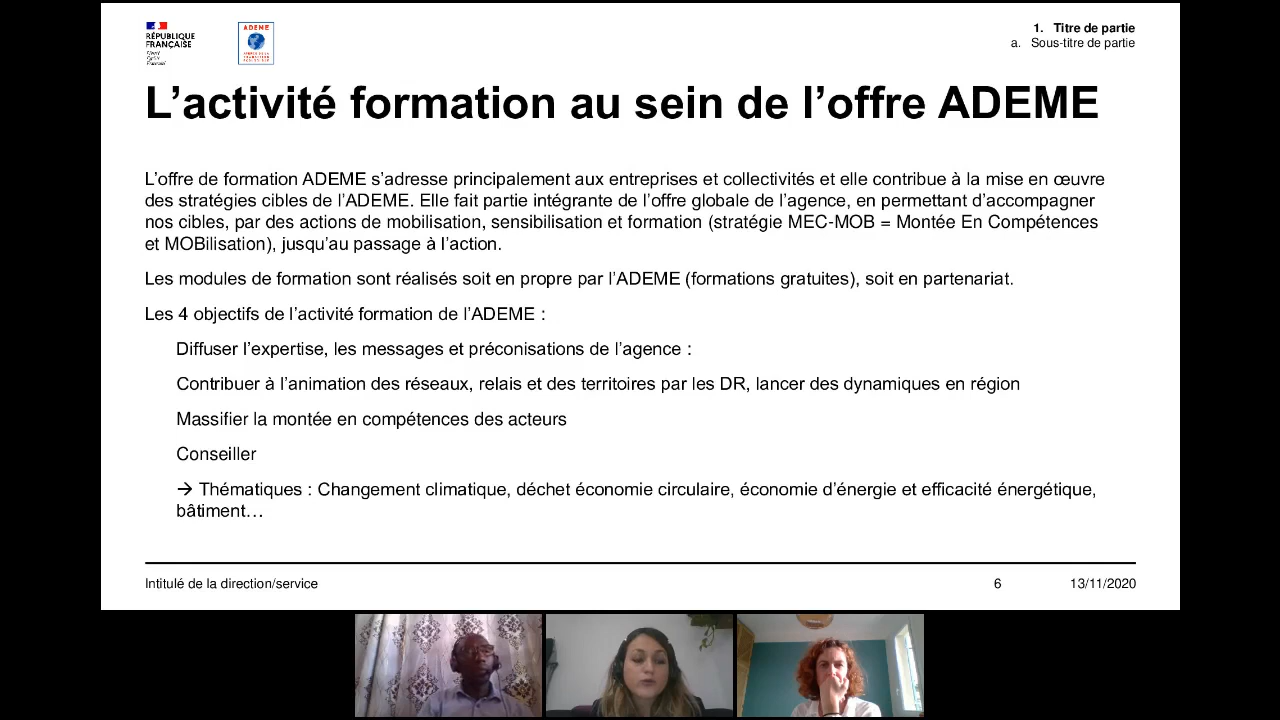 RÉPUBLIQUE
FRANÇAISE
Liberté
Égalité
Fraternité
ADEME
1. Titre de partie
a. Sous-titre de partie
L’activité formation au sein de l’offre ADEME
L’offre de formation ADEME s’adresse principalement aux entreprises et collectivités et elle contribue à la mise en œuvre
des stratégies cibles de l’ADEME. Elle fait partie intégrante de l’offre globale de l’agence, en permettant d’accompagner
nos cibles, par des actions de mobilisation, sensibilisation et formation (stratégie MEC-MOB = Montée En Compétences
et MOBilisation), jusqu’au passage à l’action.
Les modules de formation sont réalisés soit en propre par l’ADEME (formations gratuites), soit en partenariat.
Les 4 objectifs de l’activité formation de l’ADEME :
Diffuser l’expertise, les messages et préconisations de l’agence :
Contribuer à l’animation des réseaux, relais et des territoires par les DR, lancer des dynamiques en région
Massifier la montée en compétences des acteurs
Conseiller
→ Thématiques : Changement climatique, déchet économie circulaire, économie d’énergie et efficacité énergétique,
bâtiment…
Intitulé de la direction/service
6
13/11/2020